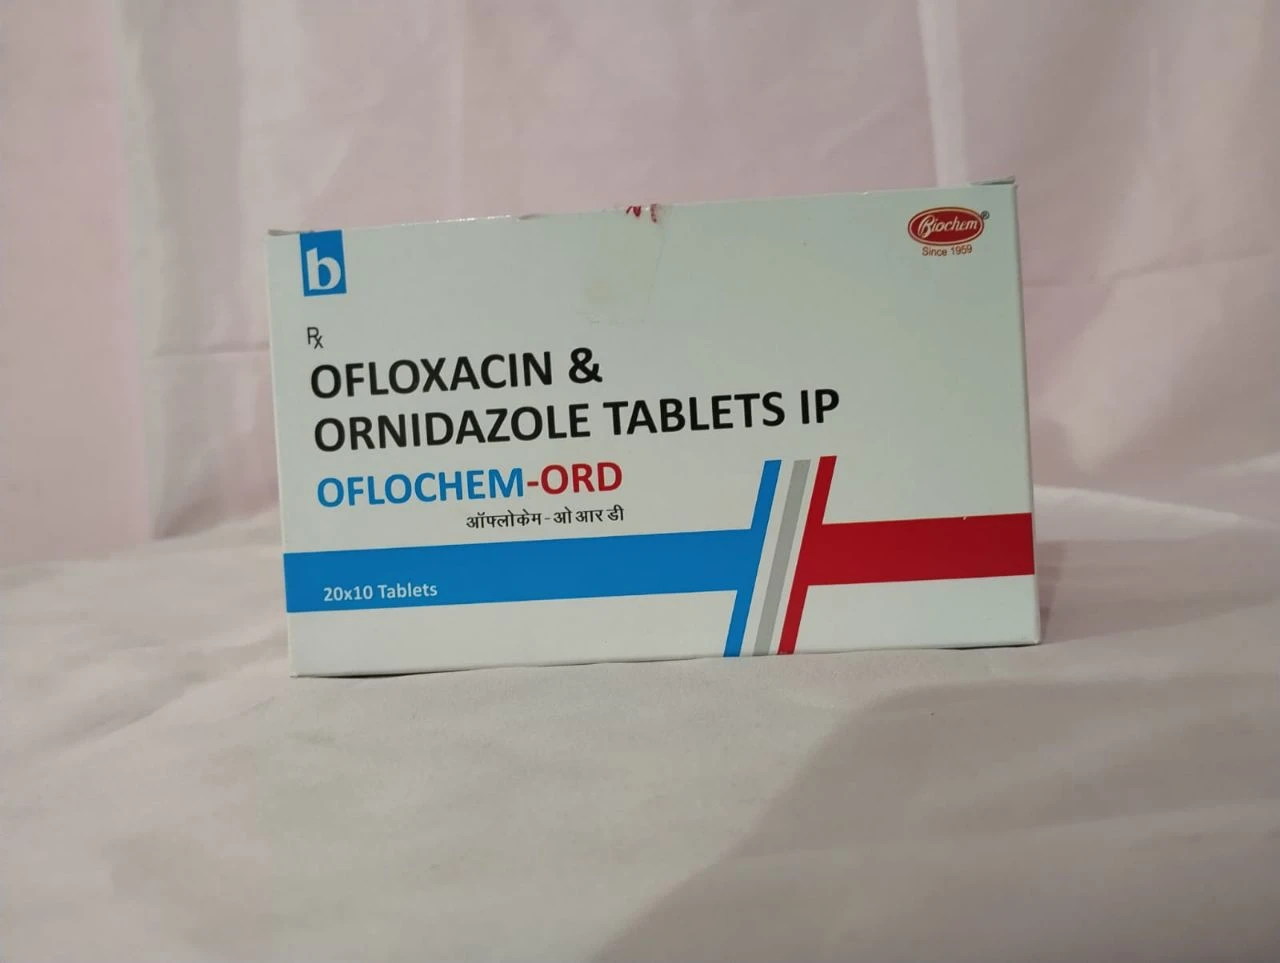 b
Biochem®
Since 1959
Rx
OFLOXACIN &
ORNIDAZOLE TABLETS IP
OFLOCHEM-ORD
ऑफ्लोकेम-ओ आर डी
20x10 Tablets